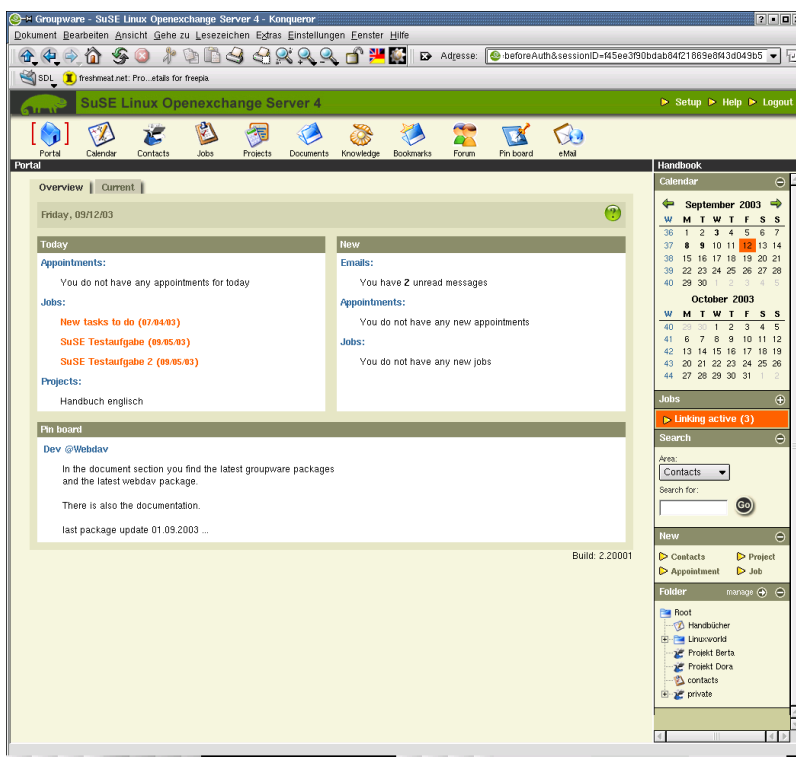 Groupware - SuSE Linux Openexchange Server 4 - Konqueror
Dokument Bearbeiten Ansicht Gehe zu Lesezeichen Extras Einstellungen Fenster Hilfe
Adresse: :beforeAuth&sessionID=f45ee3f90bdab84f21869e8f43d049b5
SDL freshmeat.net: Pro...etails for freepia
SuSE Linux Openexchange Server 4
Setup Help Logout
Portal Calendar Contacts Jobs Projects Documents Knowledge Bookmarks Forum Pin board eMail
Portal
Overview Current
Friday, 09/12/03
Today
Appointments:
You do not have any appointments for today
Jobs:
New tasks to do (07/04/03)
SuSE Testaufgabe (09/05/03)
SuSE Testaufgabe 2 (09/05/03)
Projects:
Handbuch englisch
New
Emails:
You have 2 unread messages
Appointments:
You do not have any new appointments
Jobs:
You do not have any new jobs
Pin board
Dev @Webdav
In the document section you find the latest groupware packages
and the latest webdav package.
There is also the documentation.
last package update 01.09.2003 ...
Build: 2.20001
Handbook
Calendar
September 2003
W M T W T F S S
36 1 2 3 4 5 6 7
37 8 9 10 11 12 13 14
38 15 16 17 18 19 20 21
39 22 23 24 25 26 27 28
40 29 30 1 2 3 4 5
October 2003
W M T W T F S S
40 29 30 1 2 3 4 5
41 6 7 8 9 10 11 12
42 13 14 15 16 17 18 19
43 20 21 22 23 24 25 26
44 27 28 29 30 31 1 2
Jobs
Linking active (3)
Search
Area:
Contacts
Search for:
Go
New
Contacts Project
Appointment Job
Folder manage
Root
Handbücher
Linuxworld
Projekt Berta
Projekt Dora
contacts
private